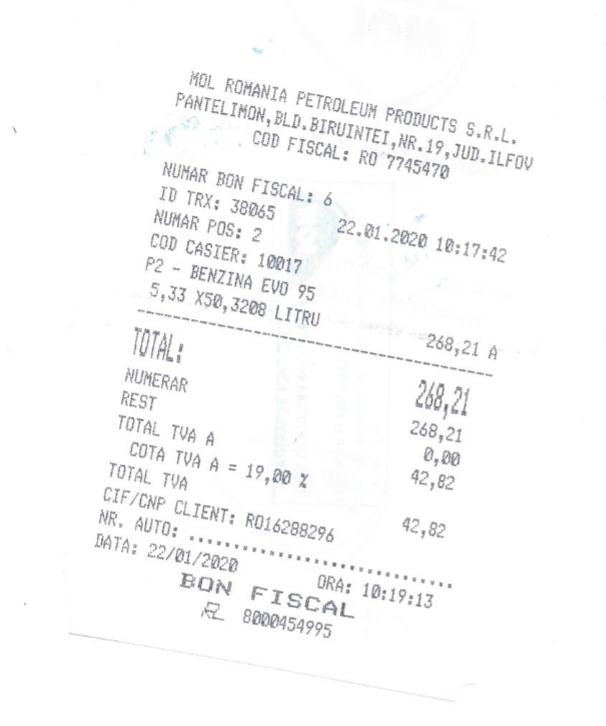 MOL ROMANIA PETROLEUM PRODUCTS S.R.L.
PANTELIMON,BLD.BIRUINTEI,NR.19,JUD.ILFOV
COD FISCAL: RO 7745470
NUMAR BON FISCAL: 6
ID TRX: 38065 22.01.2020 10:17:42
NUMAR POS: 2
COD CASIER: 10017
P2 - BENZINA EVO 95
5,33 X50,3208 LITRU 268,21 A
TOTAL: 268,21
NUMERAR 268,21
REST 0,00
TOTAL TVA A 42,82
COTA TVA A = 19,00 %
TOTAL TVA 42,82
CIF/CNP CLIENT: RO16288296
NR. AUTO: ..............................
DATA: 22/01/2020 ORA: 10:19:13
BON FISCAL
8000454995